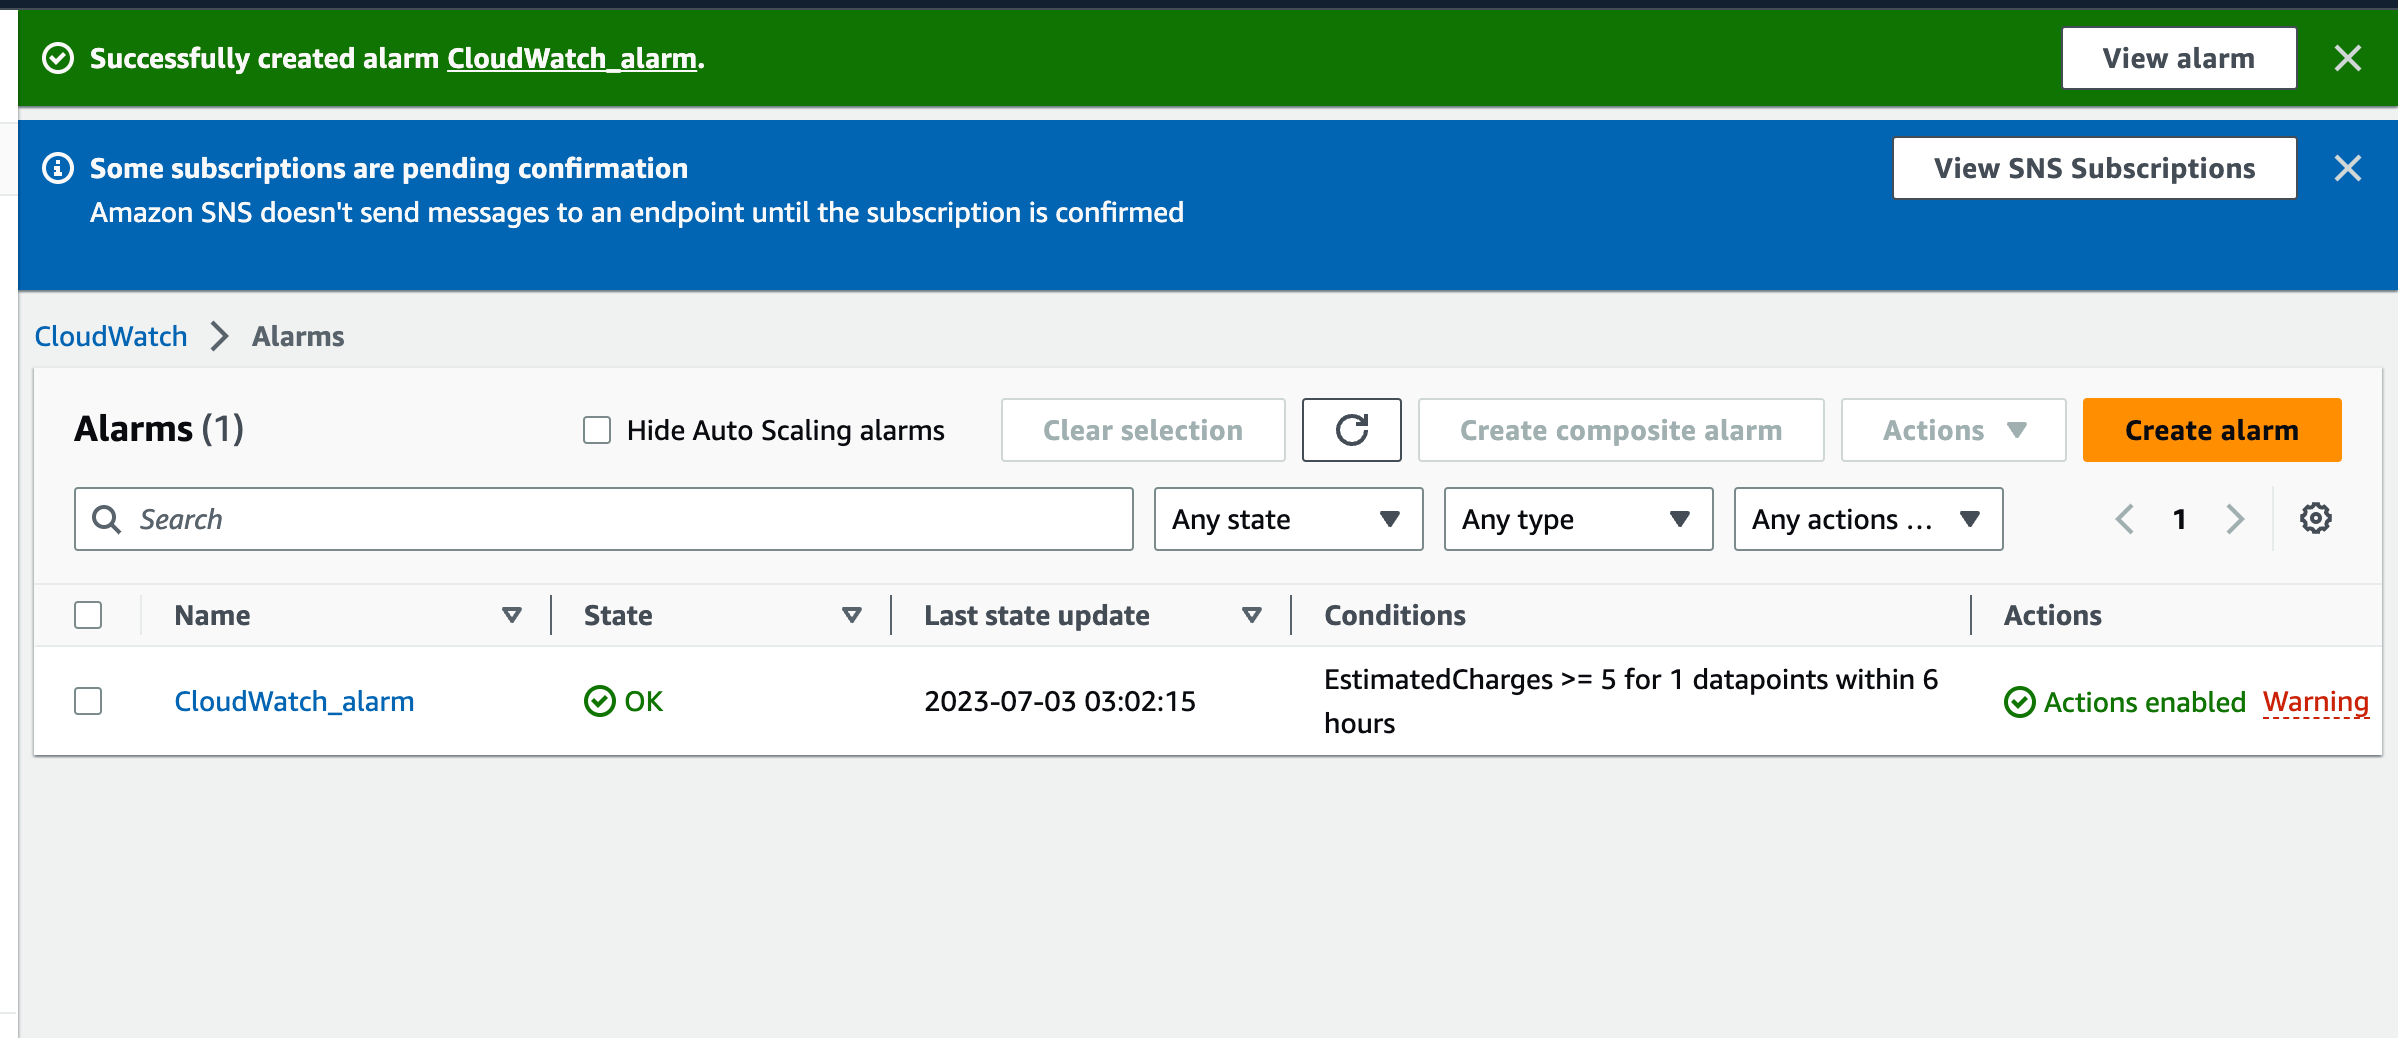 Successfully created alarm CloudWatch_alarm.
View alarm
Some subscriptions are pending confirmation
View SNS Subscriptions
Amazon SNS doesn't send messages to an endpoint until the subscription is confirmed
CloudWatch
Alarms
Alarms (1)
Hide Auto Scaling alarms
Clear selection
Create composite alarm
Actions
Create alarm
Search
Any state
Any type
Any actions ...
1
Name
State
Last state update
Conditions
Actions
CloudWatch_alarm
OK
2023-07-03 03:02:15
EstimatedCharges >= 5 for 1 datapoints within 6
hours
Actions enabled
Warning